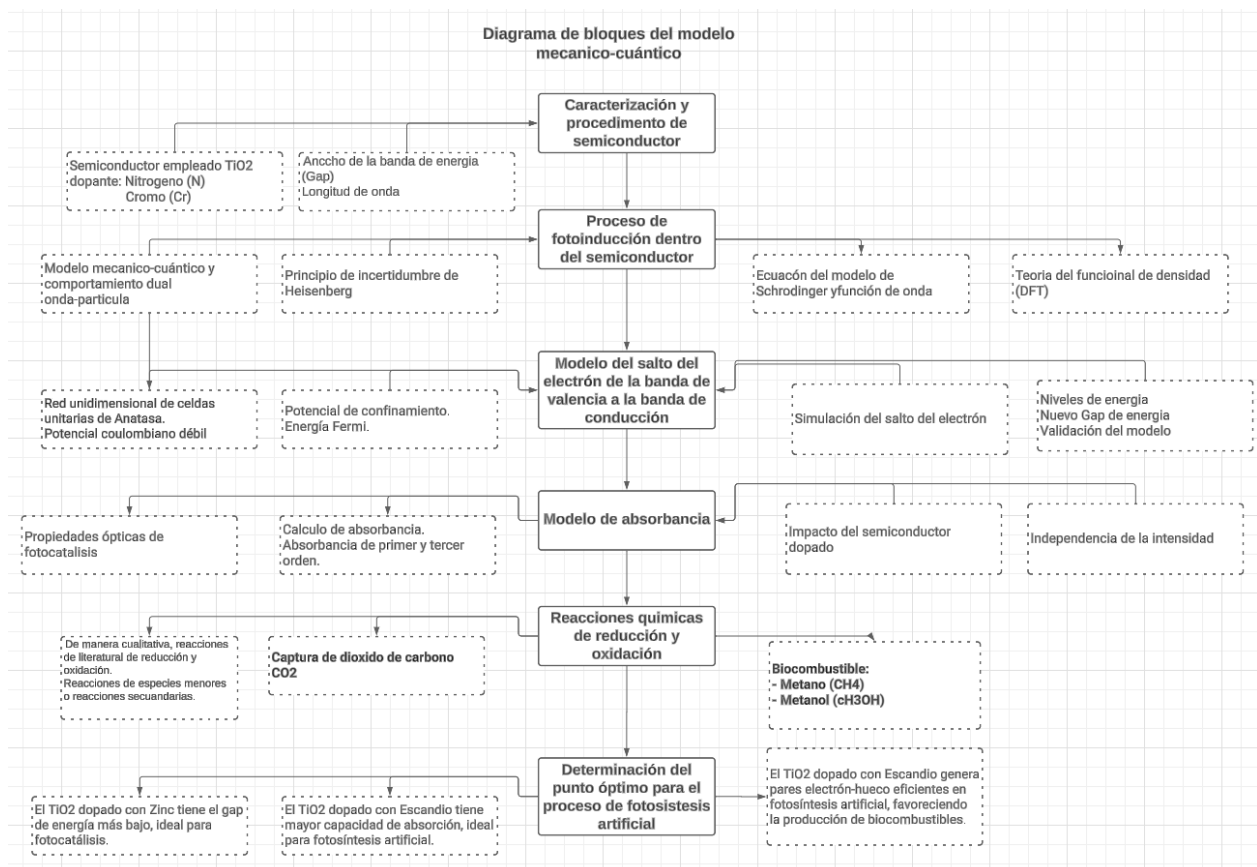 Diagrama de bloques del modelo
mecanico-cuántico
Caracterización y
procedimento de
semiconductor
Semiconductor empleado TiO2
dopante: Nitrogeno (N)
Cromo (Cr)
Anccho de la banda de energia
(Gap)
Longitud de onda
Proceso de
fotoinducción dentro
del semiconductor
Modelo mecanico-cuántico y
comportamiento dual
onda-particula
Principio de incertidumbre de
Heisenberg
Ecuacón del modelo de
Schrodinger yfunción de onda
Teoria del funcioinal de densidad
(DFT)
Modelo del salto del
electrón de la banda de
valencia a la banda de
conducción
Red unidimensional de celdas
unitarias de Anatasa.
Potencial coulombiano débil
Potencial de confinamiento.
Energía Fermi.
Simulación del salto del electrón
Niveles de energia
Nuevo Gap de energia
Validación del modelo
Modelo de absorbancia
Propiedades ópticas de
fotocatalisis
Calculo de absorbancia.
Absorbancia de primer y tercer
orden.
Impacto del semiconductor
dopado
Independencia de la intensidad
Reacciones quimicas
de reducción y
oxidación
De manera cualitativa, reacciones
de literatural de reducción y
oxidación.
Reacciones de especies menores
o reacciones secuandarias.
Captura de dioxido de carbono
CO2
Biocombustible:
- Metano (CH4)
- Metanol (cH3OH)
Determinación del
punto óptimo para el
proceso de fotosistesis
artificial
El TiO2 dopado con Zinc tiene el gap
de energía más bajo, ideal para
fotocatálisis.
El TiO2 dopado con Escandio tiene
mayor capacidad de absorción, ideal
para fotosíntesis artificial.
El TiO2 dopado con Escandio genera
pares electrón-hueco eficientes en
fotosíntesis artificial, favoreciendo
la producción de biocombustibles.